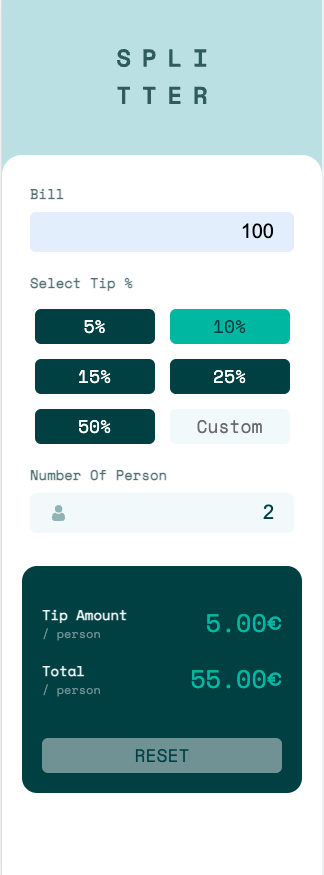 SPLI
TTER
Bill
100
Select Tip %
5% 10%
15% 25%
50% Custom
Number Of Person
2
Tip Amount
/ person
5.00€
Total
/ person
55.00€
RESET